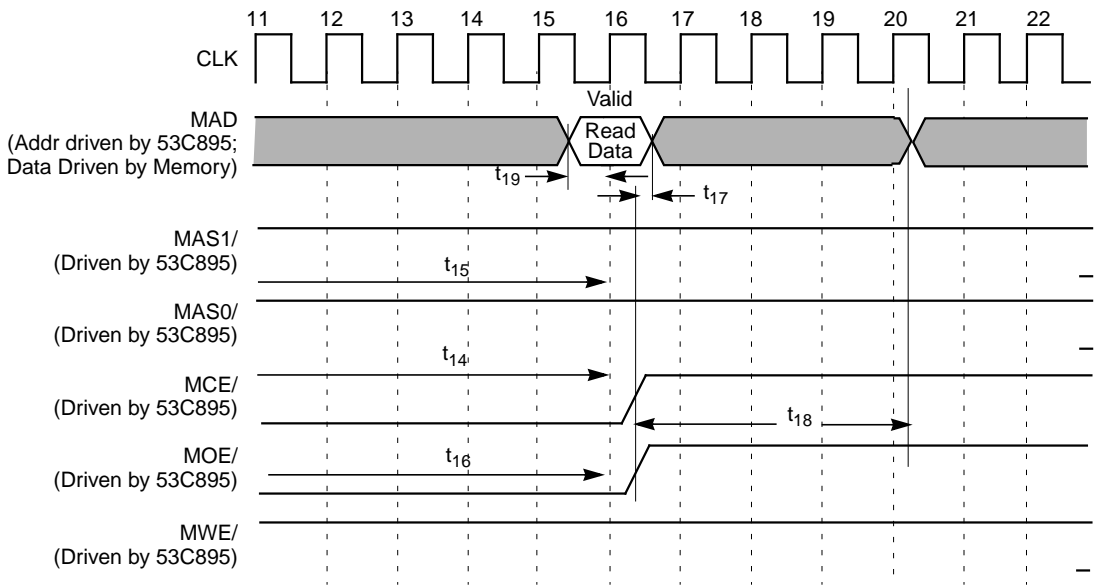 11 12 13 14 15 16 17 18 19 20 21 22
CLK
Valid
MAD
(Addr driven by 53C895;
Data Driven by Memory)
Read
Data
t19
t17
MAS1/
(Driven by 53C895)
t15
MAS0/
(Driven by 53C895)
t14
MCE/
(Driven by 53C895)
t18
MOE/
(Driven by 53C895)
t16
MWE/
(Driven by 53C895)